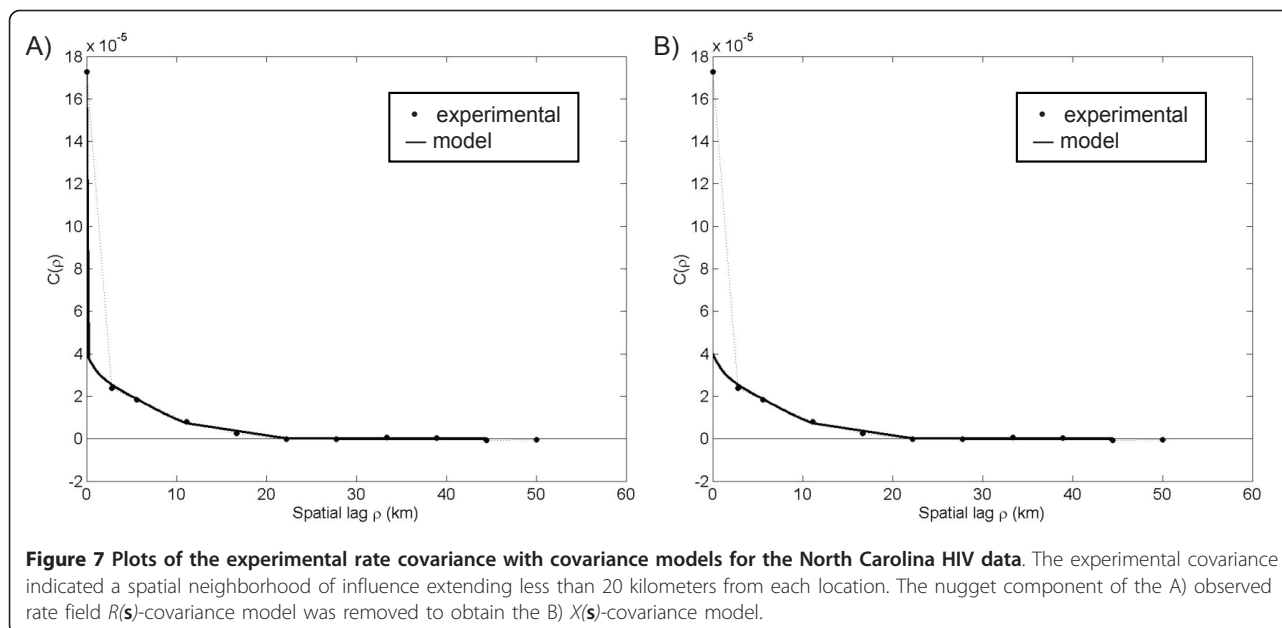 A)
x 10⁻⁵
18
16
14
12
10
8
6
4
2
0
-2
C(ρ)
0 10 20 30 40 50 60
Spatial lag ρ (km)
experimental
model
B)
x 10⁻⁵
18
16
14
12
10
8
6
4
2
0
-2
C(ρ)
0 10 20 30 40 50 60
Spatial lag ρ (km)
experimental
model
Figure 7 Plots of the experimental rate covariance with covariance models for the North Carolina HIV data. The experimental covariance
indicated a spatial neighborhood of influence extending less than 20 kilometers from each location. The nugget component of the A) observed
rate field R(s)-covariance model was removed to obtain the B) X(s)-covariance model.